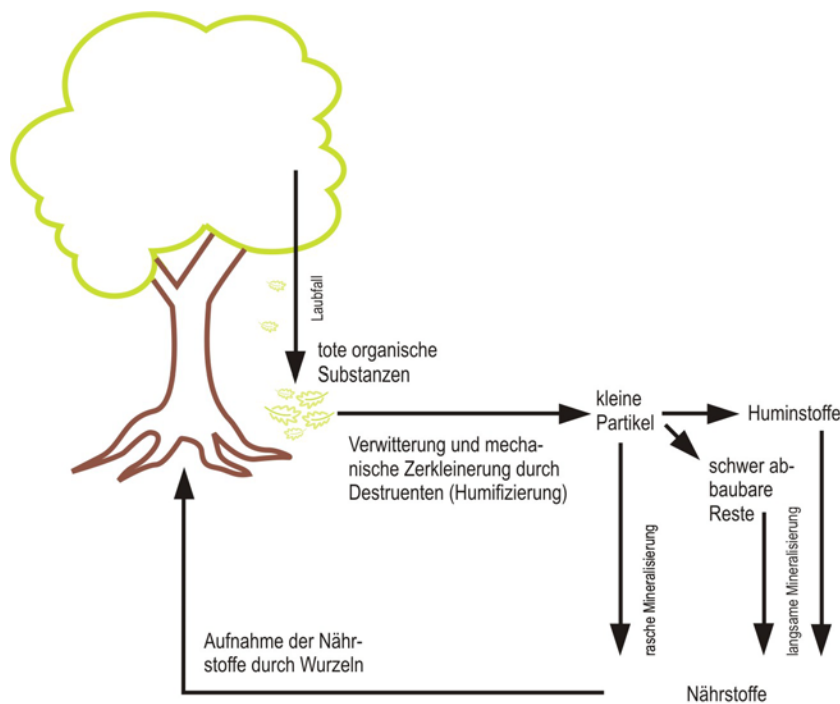 Laubfall
tote organische
Substanzen
kleine
Partikel
Huminstoffe
Verwitterung und mecha-
nische Zerkleinerung durch
Destruenten (Humifizierung)
schwer ab-
baubare
Reste
rasche Mineralisierung
langsame Mineralisierung
Aufnahme der Nähr-
stoffe durch Wurzeln
Nährstoffe